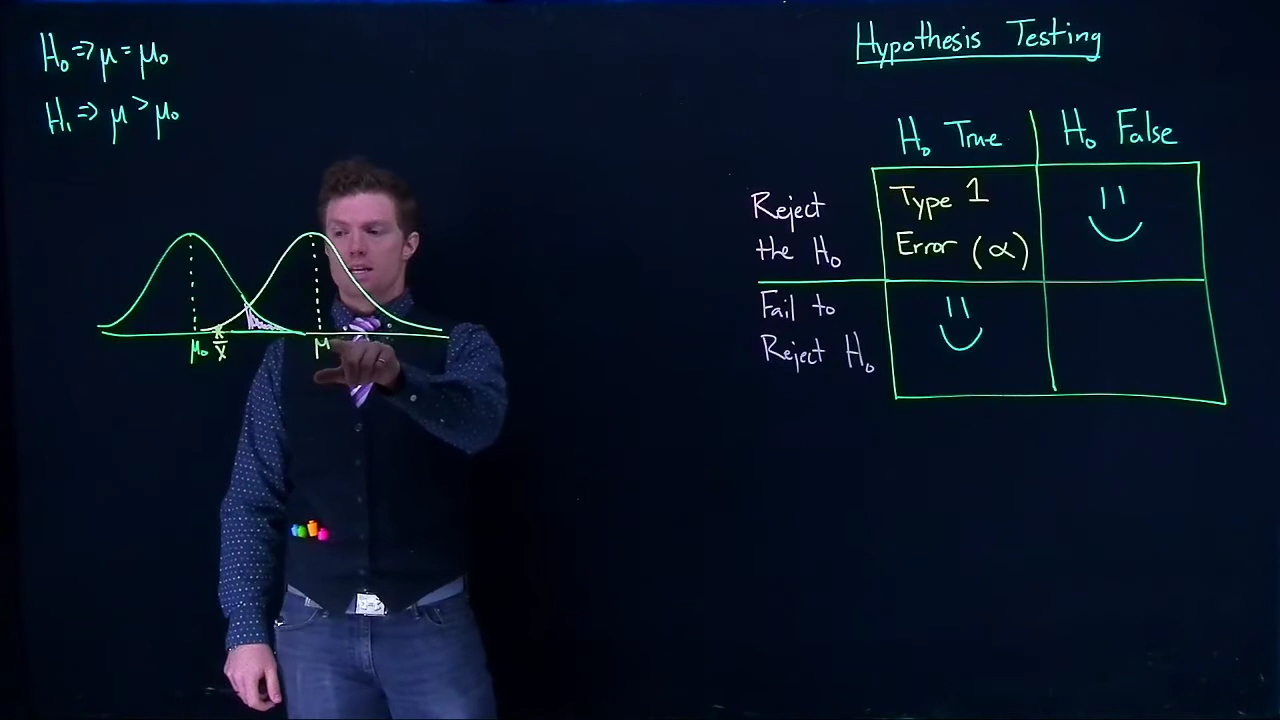 H₀ => μ = μ₀
H₁ => μ > μ₀
Hypothesis Testing
H₀ True
H₀ False
Reject
the H₀
Type 1
Error (α)
Fail to
Reject H₀
μ₀ x̄ μ